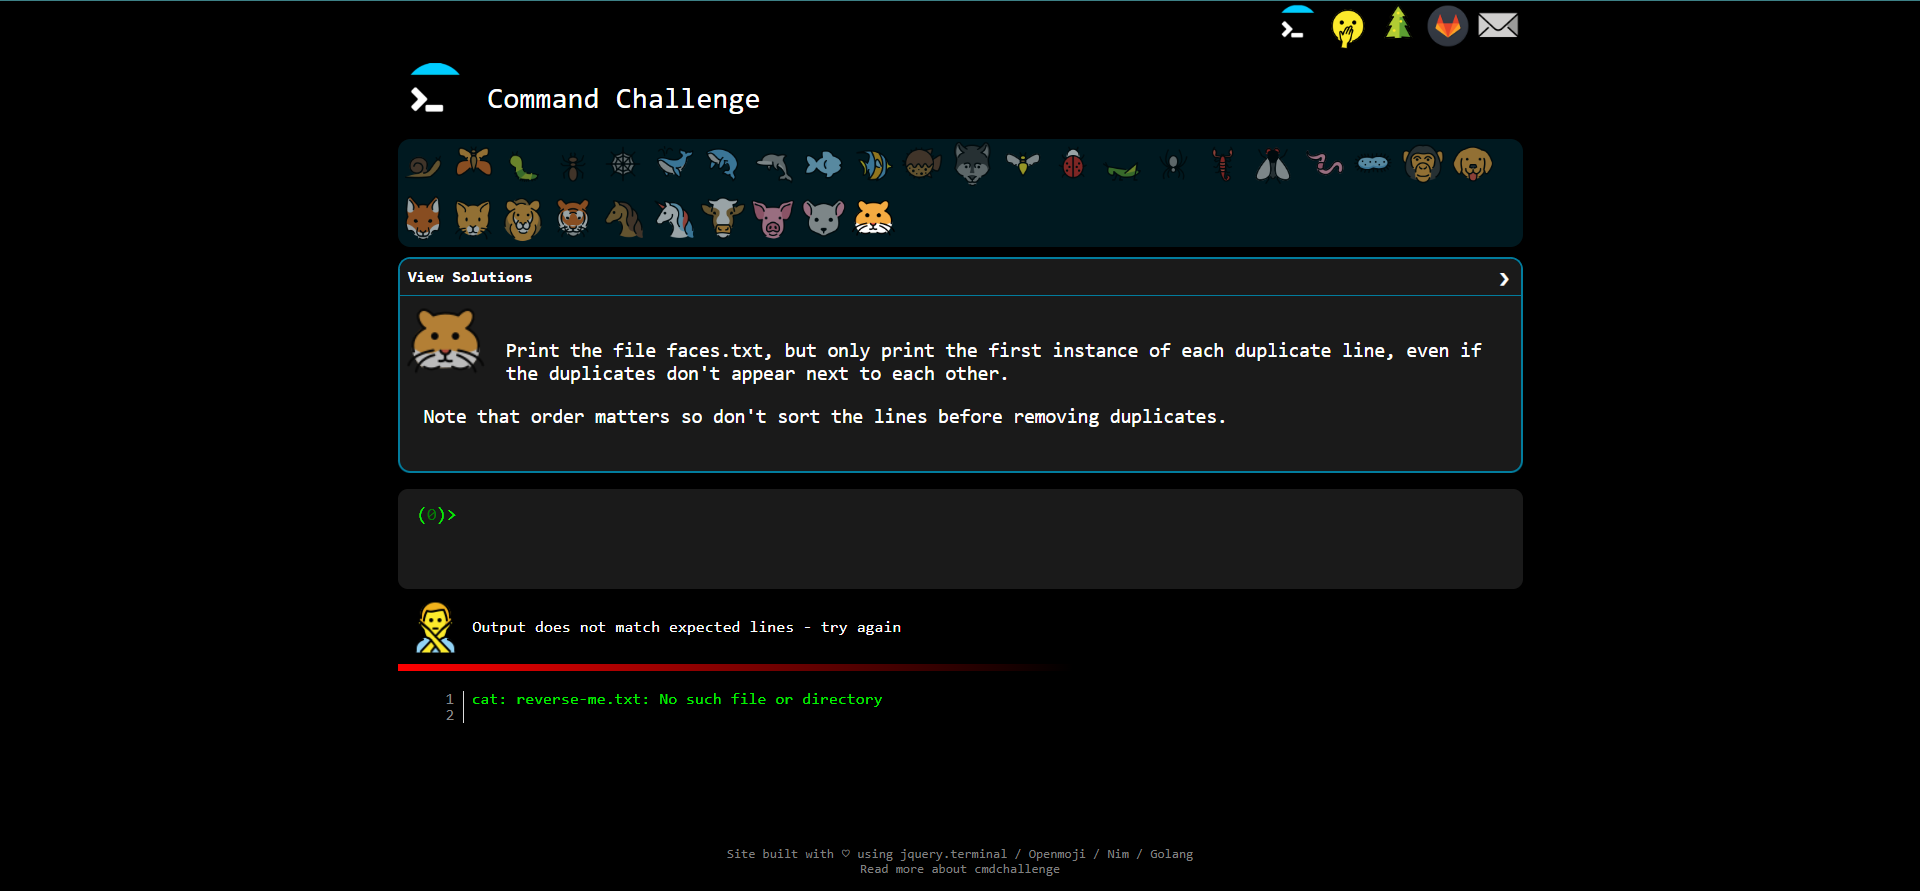 Command Challenge
View Solutions
Print the file faces.txt, but only print the first instance of each duplicate line, even if
the duplicates don't appear next to each other.
Note that order matters so don't sort the lines before removing duplicates.
(0)>
Output does not match expected lines - try again
1 cat: reverse-me.txt: No such file or directory
2
Site built with ♡ using jquery.terminal / Openmoji / Nim / Golang
Read more about cmdchallenge